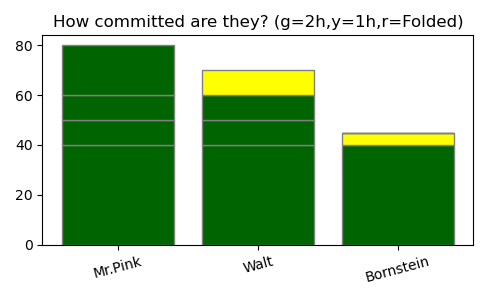 How committed are they? (g=2h,y=1h,r=Folded)
80
60
40
20
0
Mr.Pink
Walt
Bornstein